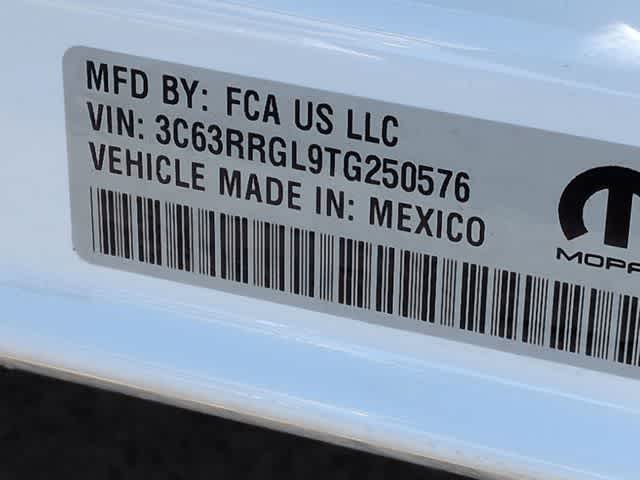 MFD BY: FCA US LLC
VIN: 3C63RRGL9TG250576
VEHICLE MADE IN: MEXICO